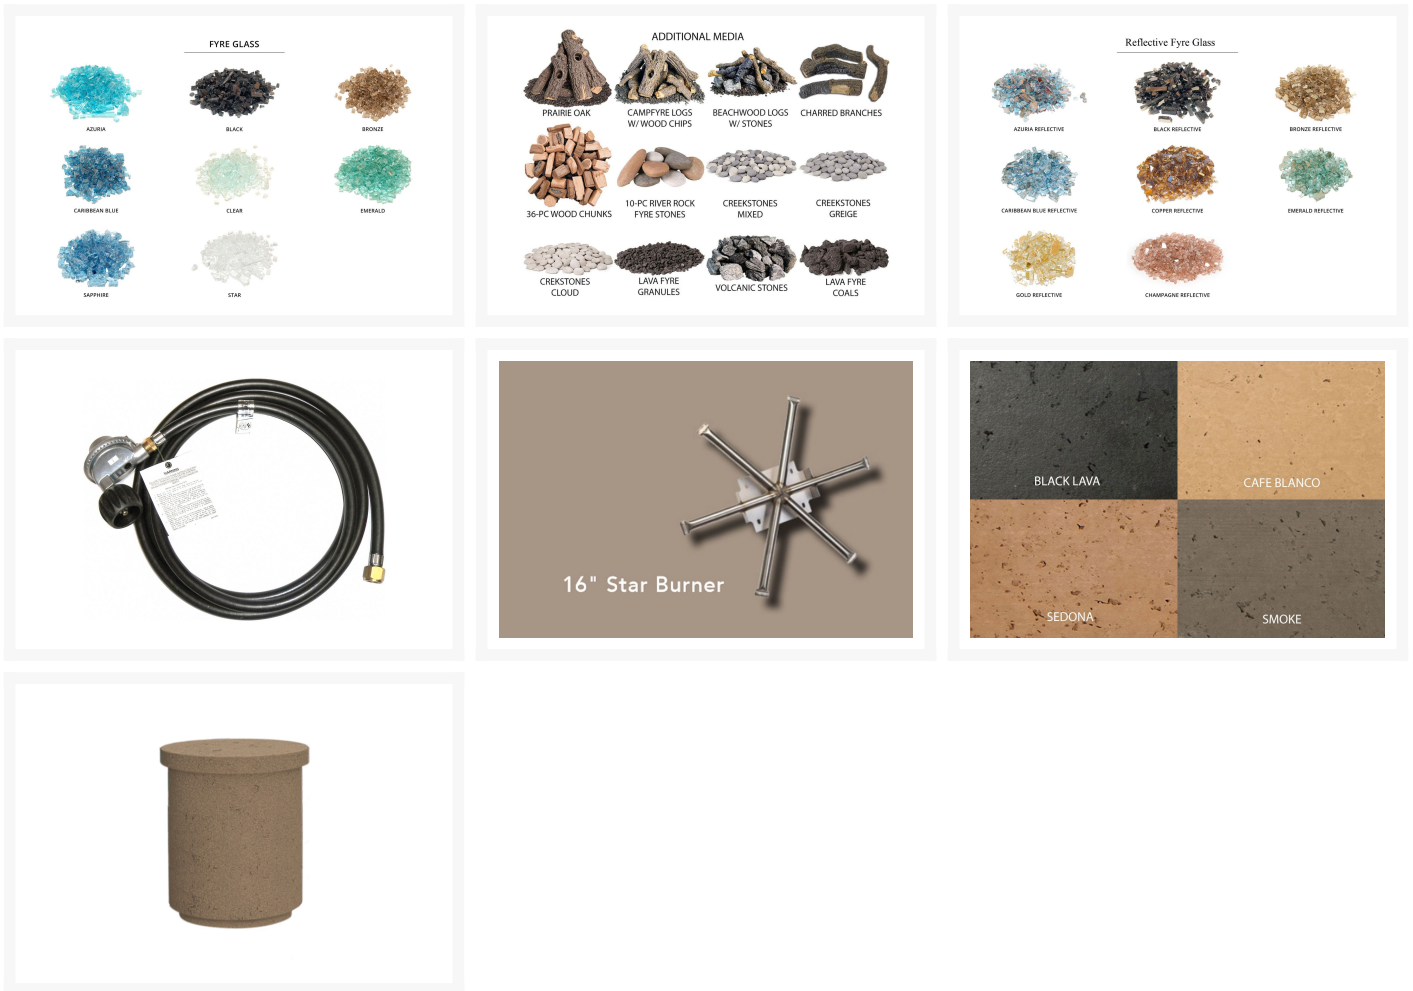 FYRE GLASS
AZURIA
BLACK
BRONZE
CARIBBEAN BLUE
CLEAR
EMERALD
SAPPHIRE
STAR
ADDITIONAL MEDIA
PRAIRIE OAK
CAMPFYRE LOGS
W/ WOOD CHIPS
BEACHWOOD LOGS
W/ STONES
CHARRED BRANCHES
36-PC WOOD CHUNKS
10-PC RIVER ROCK
FYRE STONES
CREEKSTONES
MIXED
CREEKSTONES
GREIGE
CREKSTONES
CLOUD
LAVA FYRE
GRANULES
VOLCANIC STONES
LAVA FYRE
COALS
Reflective Fyre Glass
AZURIA REFLECTIVE
BLACK REFLECTIVE
BRONZE REFLECTIVE
CARIBBEAN BLUE REFLECTIVE
COPPER REFLECTIVE
EMERALD REFLECTIVE
GOLD REFLECTIVE
CHAMPAGNE REFLECTIVE
16" Star Burner
BLACK LAVA
CAFE BLANCO
SEDONA
SMOKE